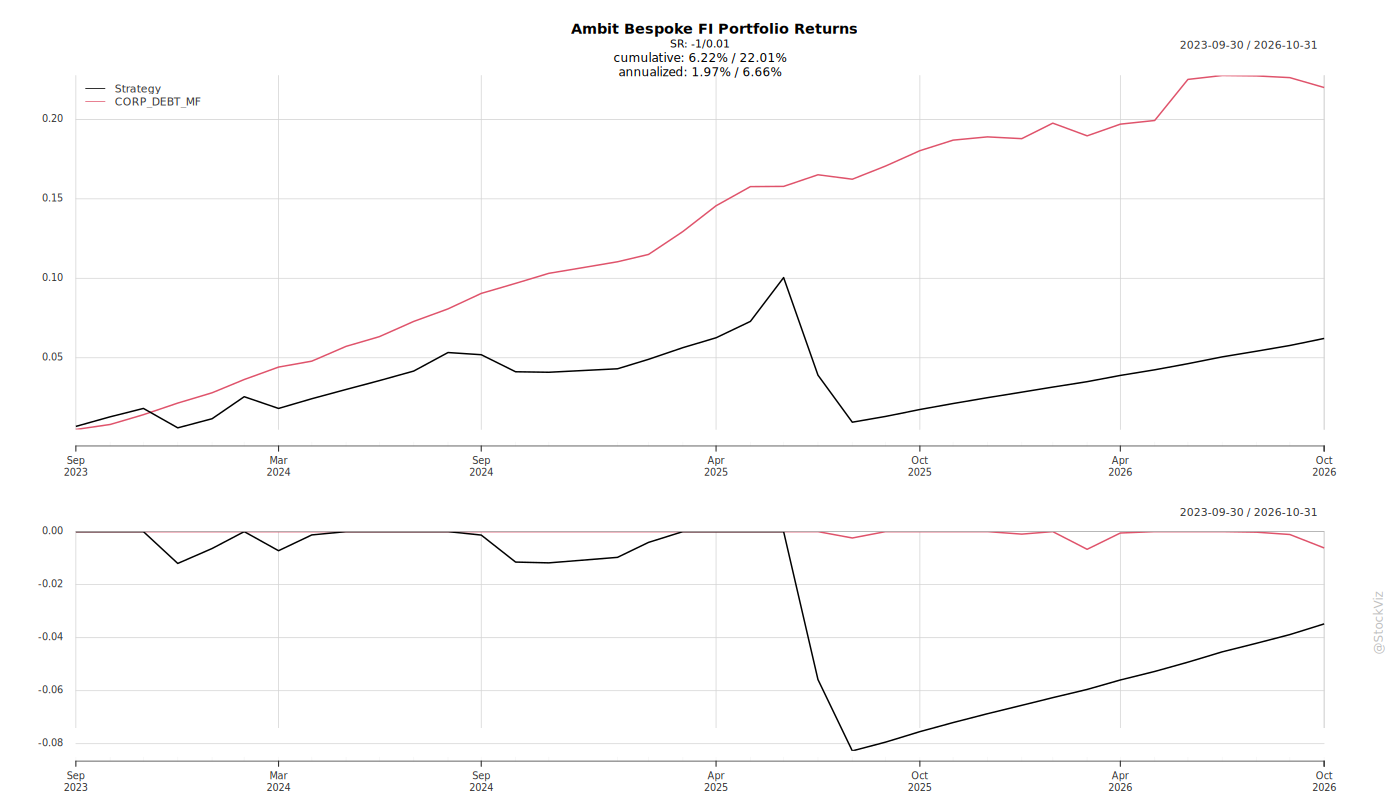 Ambit Bespoke FI Portfolio Returns
SR: -1/0.01
cumulative: 6.22% / 22.01%
annualized: 1.97% / 6.66%
2023-09-30 / 2026-10-31
Strategy
CORP_DEBT_MF
0.20
0.15
0.10
0.05
Sep Mar Sep Apr Oct Apr Oct
2023 2024 2024 2025 2025 2026 2026
2023-09-30 / 2026-10-31
0.00
-0.02
-0.04
-0.06
-0.08
Sep Mar Sep Apr Oct Apr Oct
2023 2024 2024 2025 2025 2026 2026
@StockViz